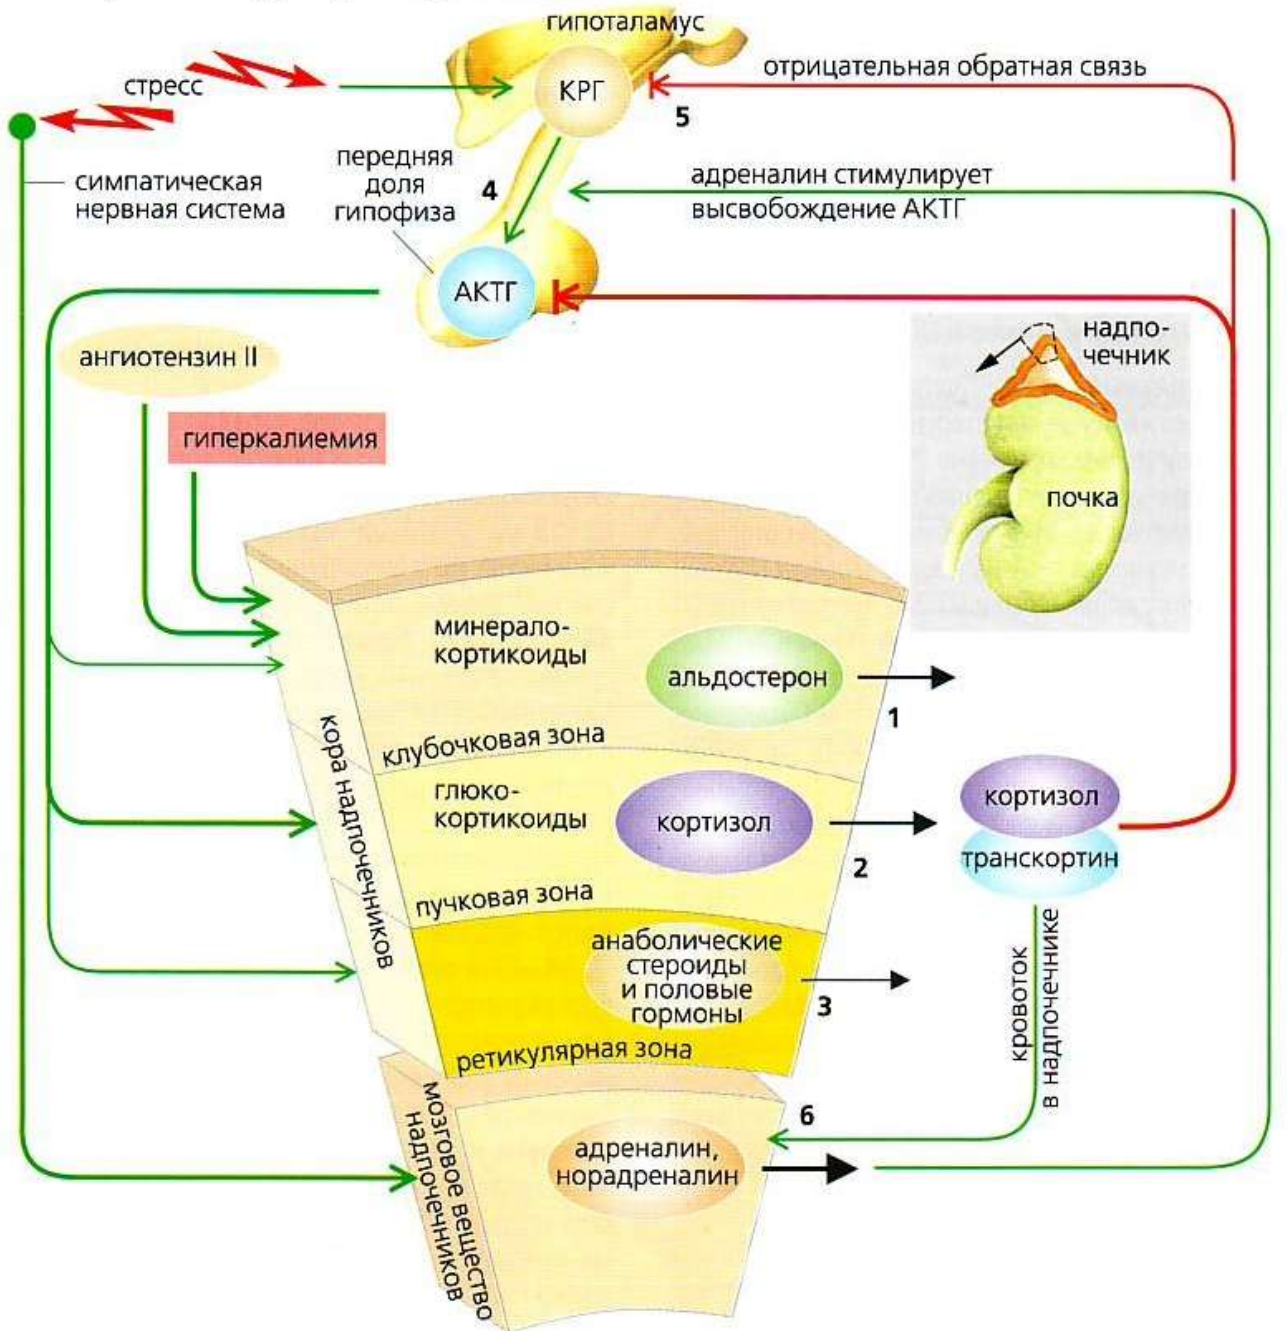 гипоталамус
стресс
КРГ
отрицательная обратная связь
5
симпатическая
нервная система
передняя
доля
гипофиза
4
адреналин стимулирует
высвобождение АКТГ
АКТГ
ангиотензин II
гиперкалиемия
надпо-
чечник
почка
минерало-
кортикоиды
альдостерон
1
клубочковая зона
кора надпочечников
глюко-
кортикоиды
кортизол
2
пучковая зона
кортизол
транскортин
анаболические
стероиды
и половые
гормоны
3
ретикулярная зона
кровоток
в надпочечнике
мозговое вещество
надпочечников
6
адреналин,
норадреналин